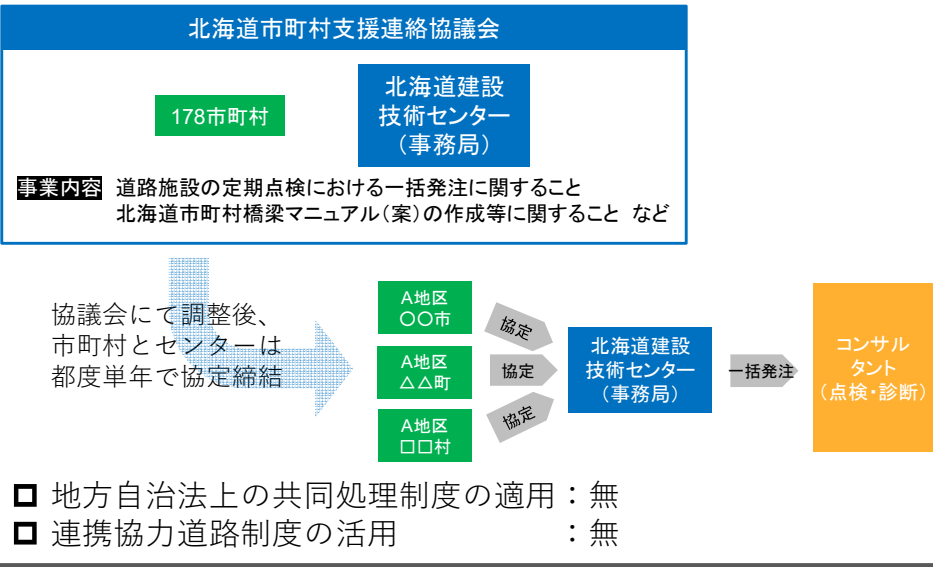 北海道市町村支援連絡協議会
178市町村
北海道建設
技術センター
（事務局）
事業内容 道路施設の定期点検における一括発注に関すること
北海道市町村橋梁マニュアル（案）の作成等に関すること など
協議会にて調整後、
市町村とセンターは
都度単年で協定締結
A地区
〇〇市
A地区
△△町
A地区
□□村
協定
協定
協定
北海道建設
技術センター
（事務局）
一括発注
コンサル
タント
（点検・診断）
地方自治法上の共同処理制度の適用：無
連携協力道路制度の活用 ：無